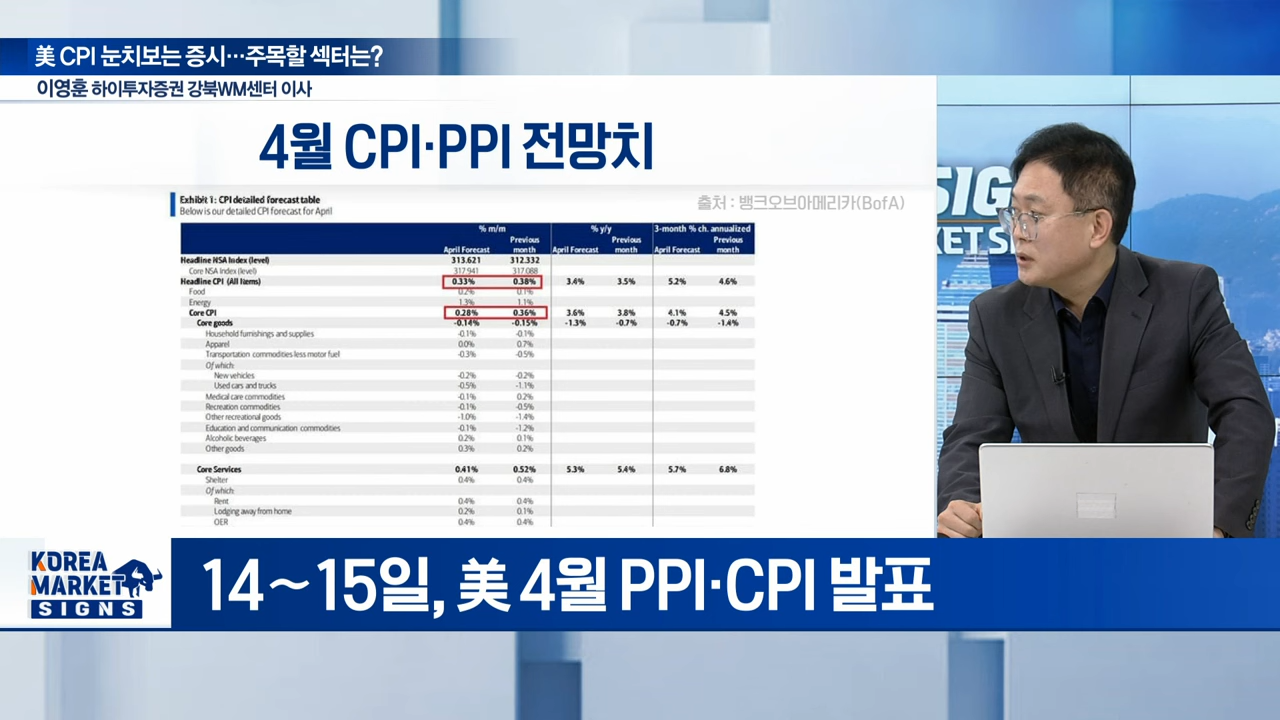 美 CPI 눈치보는 증시…주목할 섹터는?
이영훈 하이투자증권 강북WM센터 이사
4월 CPI·PPI 전망치
Exhibit 1: CPI detailed forecast table
Below is our detailed CPI forecast for April
출처 : 뱅크오브아메리카(BofA)
% m/m % y/y 3-month % ch. annualized
April Forecast Previous month April Forecast Previous month April Forecast Previous month
Headline NSA Index (level) 313.621 312.332
Core NSA Index (level) 317.941 317.088
Headline CPI (All Items) 0.33% 0.38% 3.4% 3.5% 5.2% 4.6%
Food 0.2% 0.1%
Energy 1.3% 1.1%
Core CPI 0.28% 0.36% 3.6% 3.8% 4.1% 4.5%
Core goods -0.14% -0.15% -1.3% -0.7% -0.7% -1.4%
Household furnishings and supplies -0.1% -0.1%
Apparel 0.0% 0.7%
Transportation commodities less motor fuel -0.3% -0.5%
Of which:
New vehicles -0.2% -0.2%
Used cars and trucks -0.5% -1.1%
Medical care commodities -0.1% 0.2%
Recreation commodities -0.1% -0.5%
Other recreational goods -1.0% -1.4%
Education and communication commodities -0.1% -1.2%
Alcoholic beverages 0.2% 0.1%
Other goods 0.3% 0.2%
Core Services 0.41% 0.52% 5.3% 5.4% 5.7% 6.8%
Shelter 0.4% 0.4%
Of which:
Rent 0.4% 0.4%
Lodging away from home 0.2% 0.1%
OER 0.4% 0.4%
SIG
KET S
KOREA
MARKET
SIGNS
14～15일, 美 4월 PPI·CPI 발표